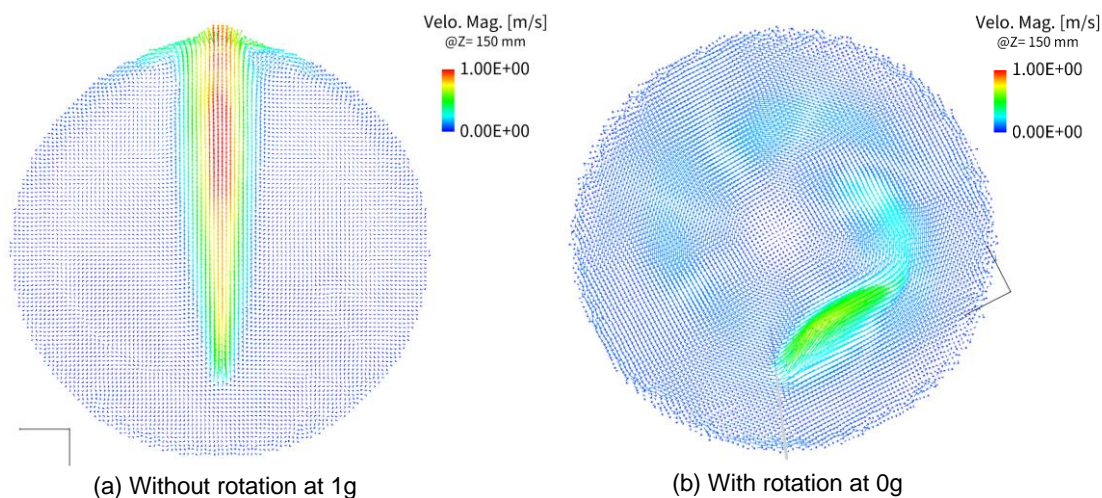 Velo. Mag. [m/s]
@Z= 150 mm
1.00E+00
0.00E+00
(a) Without rotation at 1g
Velo. Mag. [m/s]
@Z= 150 mm
1.00E+00
0.00E+00
(b) With rotation at 0g